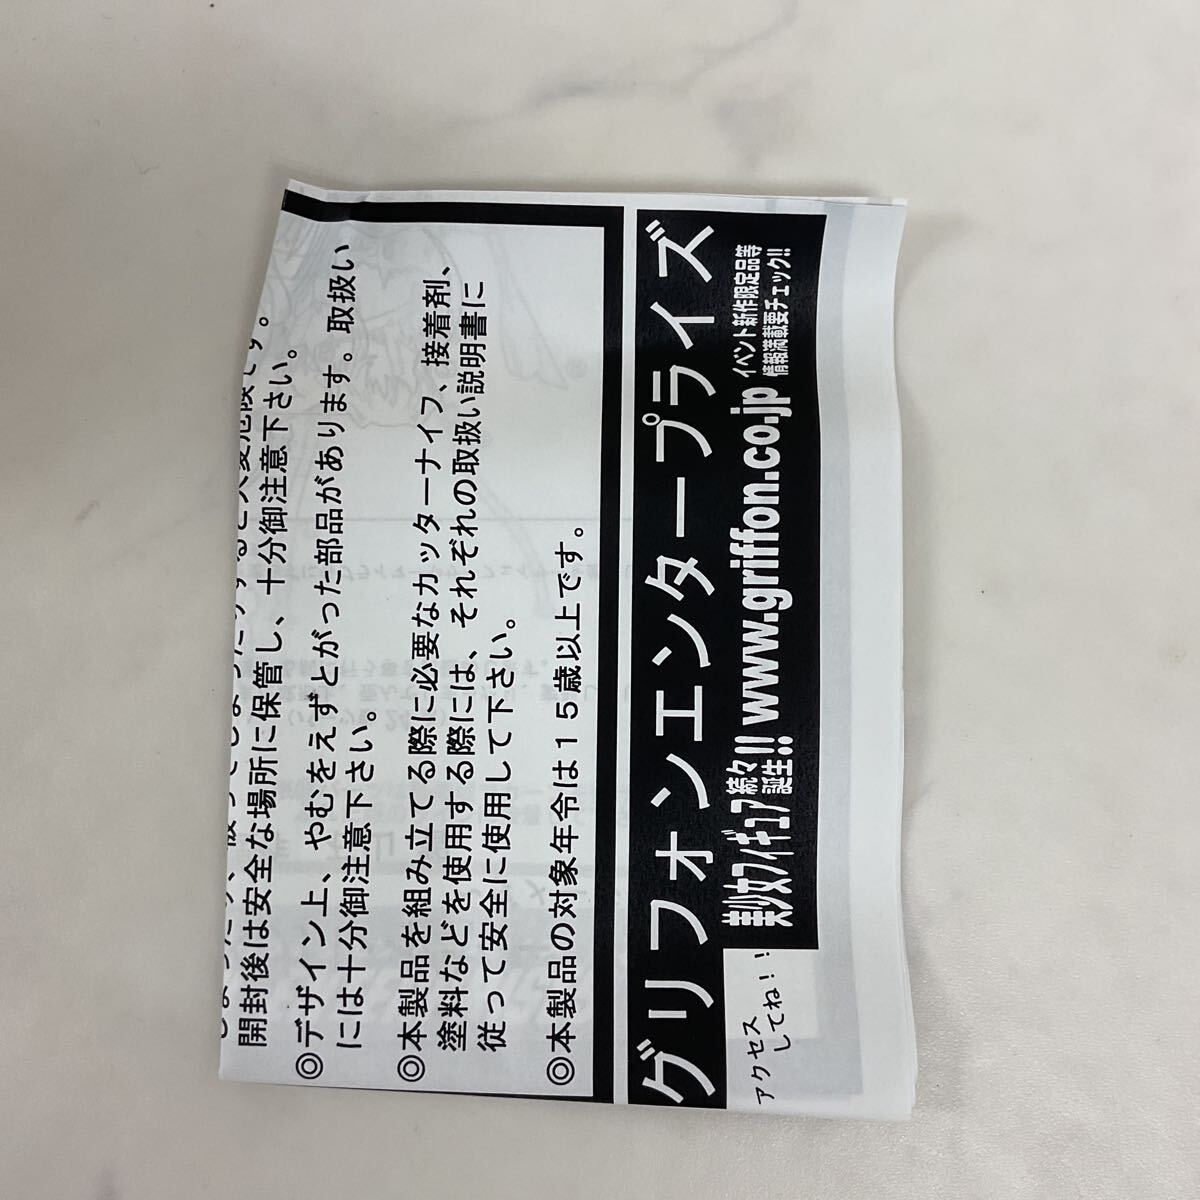 開封後は安全な場所に保管し、十分御注意下さい。
◎デザイン上、やむをえずとがった部品があります。取扱い
には十分御注意下さい。
◎本製品を組み立てる際に必要なカッターナイフ、接着剤、
塗料などを使用する際には、それぞれの取扱い説明書に
従って安全に使用して下さい。
◎本製品の対象年令は１５歳以上です。
グリフォンエンタープライズ
美少女フィギュア続々誕生!! www.griffon.co.jp
イベント新作限定品等
情報満載要チェック!!
アクセス
してね!!